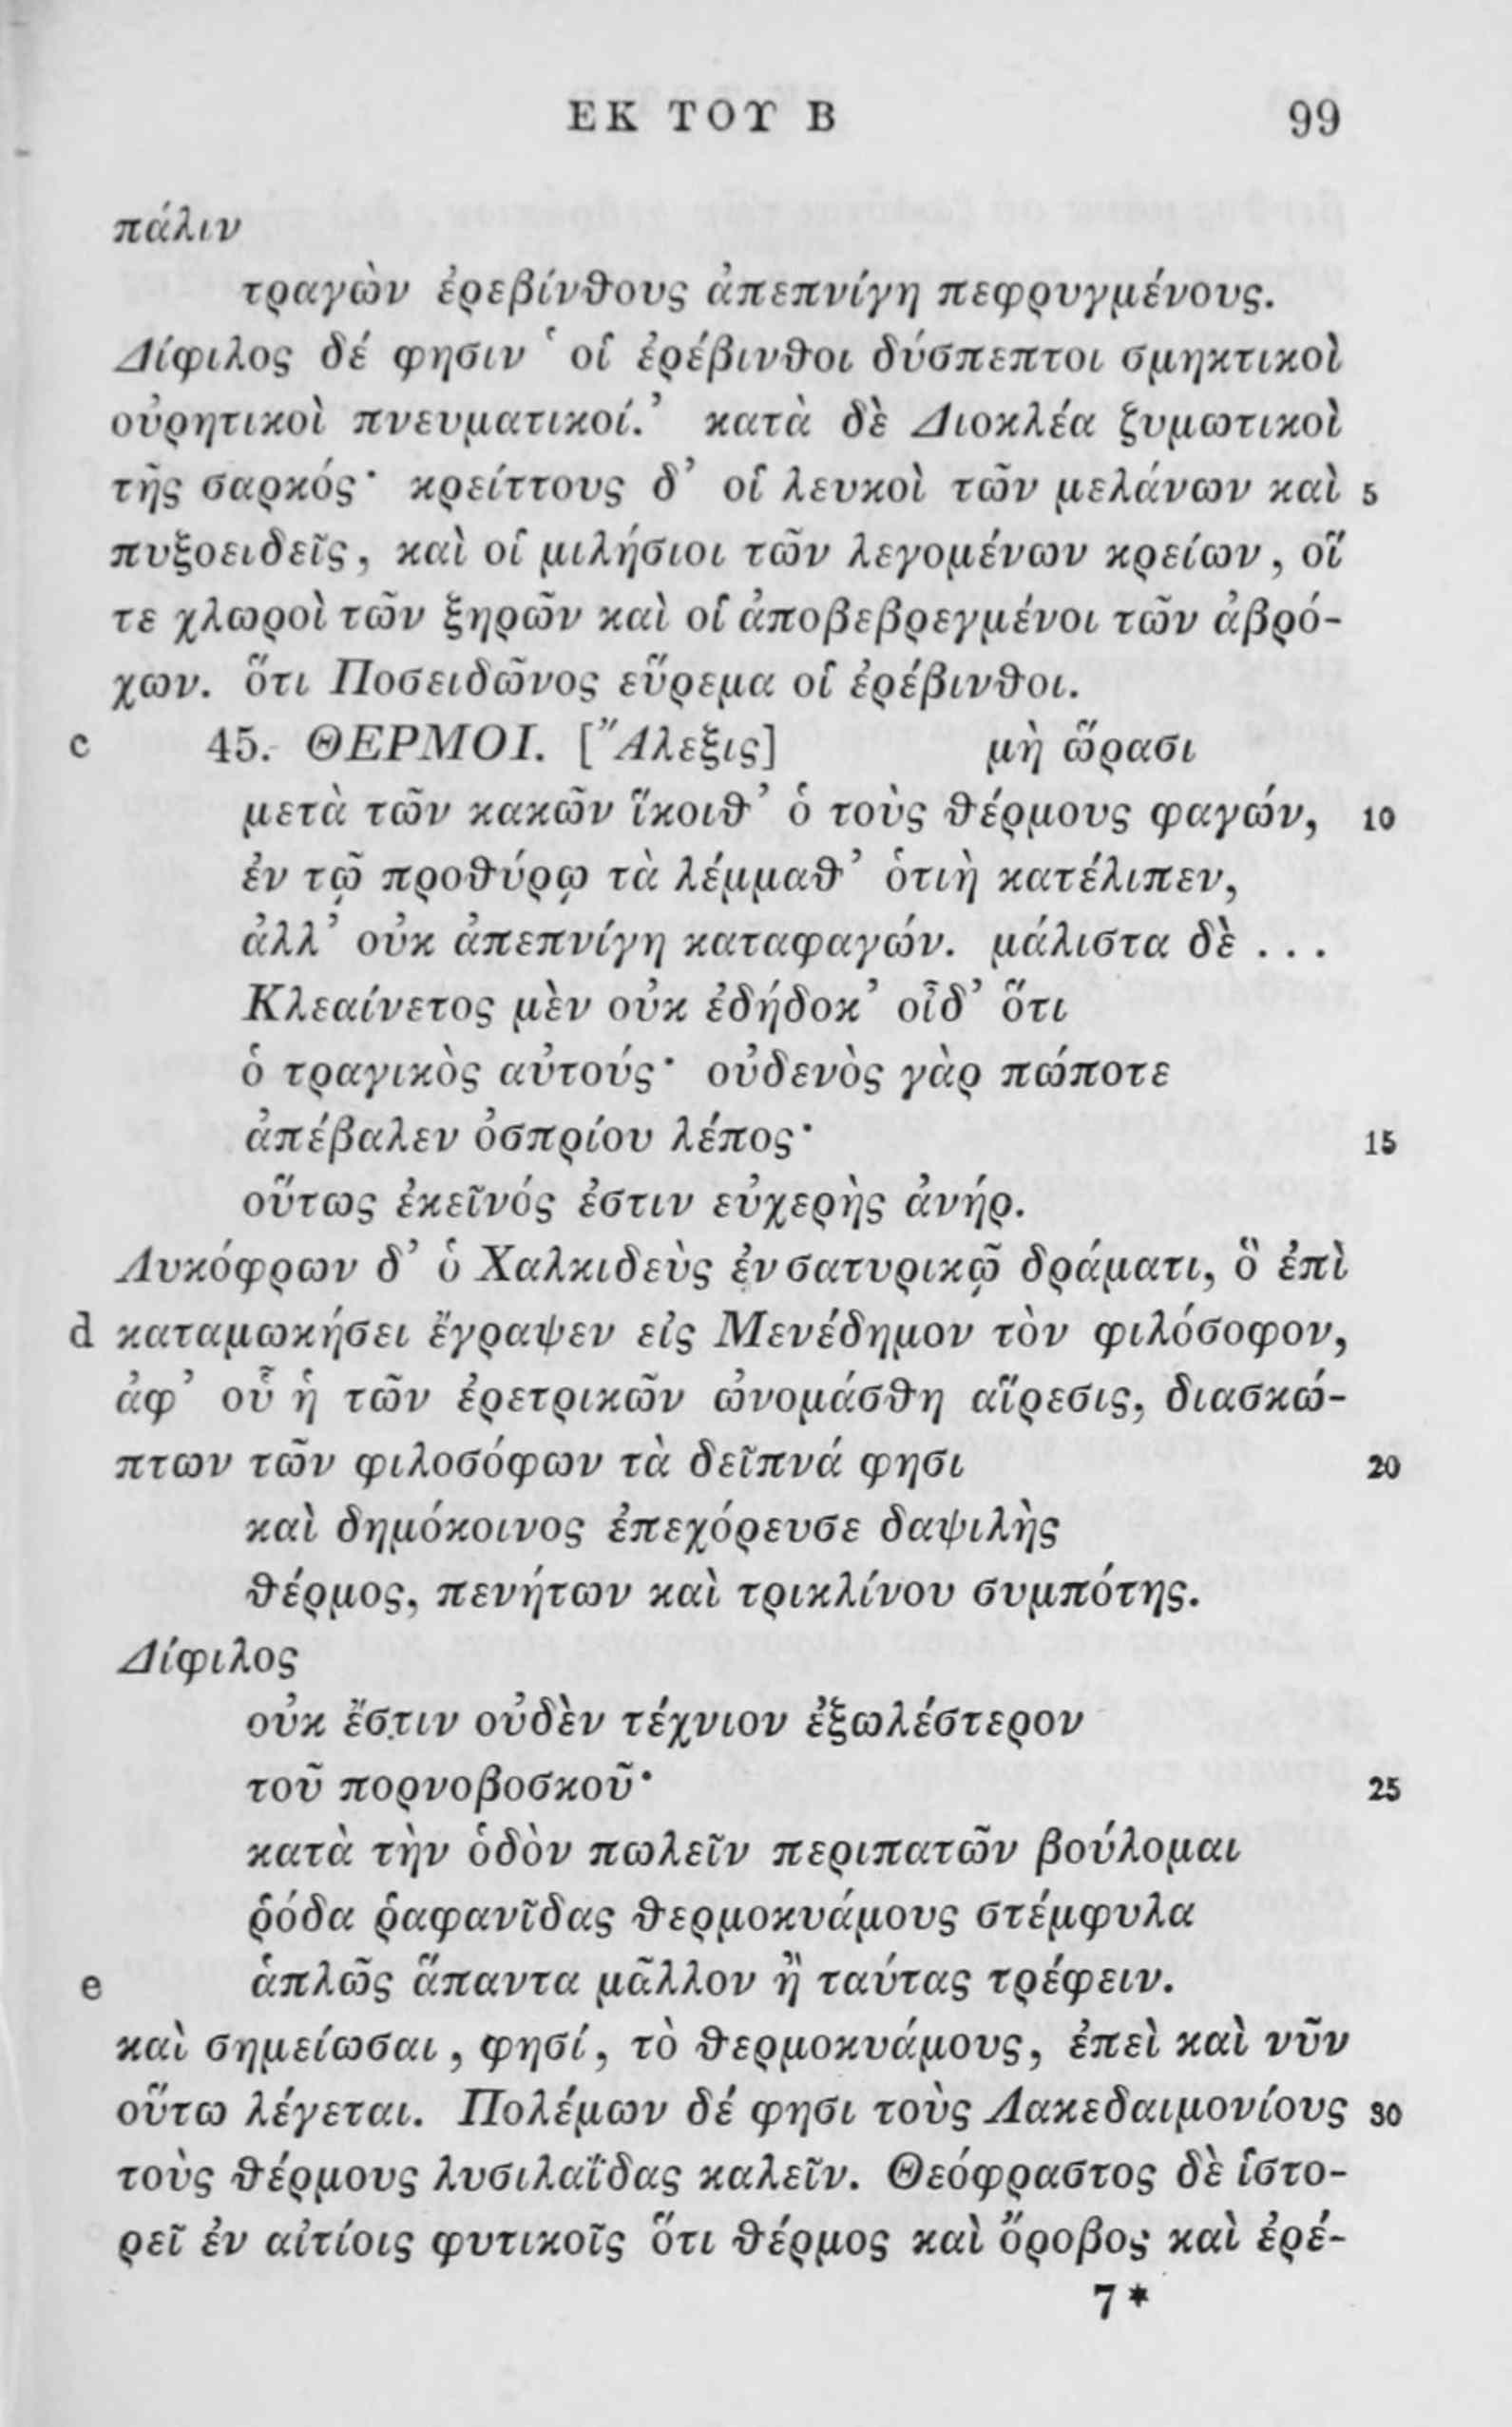 ΕΚ ΤΟΥ Β 99
πάλιν
τραγὼν ἐρεβίνθους ἀπεπνίγη πεφρυγμένους.
Δίφιλος δέ φησιν ‘οἱ ἐρέβινθοι δύσπεπτοι σμηκτικοὶ
οὐρητικοὶ πνευματικοί.’ κατὰ δὲ Διοκλέα ζυμωτικοὶ
τῆς σαρκός· κρείττους δ’ οἱ λευκοὶ τῶν μελάνων καὶ 5
πυξοειδεῖς, καὶ οἱ μιλήσιοι τῶν λεγομένων κρείων, οἵ
τε χλωροὶ τῶν ξηρῶν καὶ οἱ ἀποβεβρεγμένοι τῶν ἀβρό-
χων. ὅτι Ποσειδῶνος εὕρεμα οἱ ἐρέβινθοι.
c 45. ΘΕΡΜΟΙ. [Ἄλεξις] μὴ ὥρασι
μετὰ τῶν κακῶν ἵκοιθ’ ὁ τοὺς θέρμους φαγών, 10
ἐν τῷ προθύρῳ τὰ λέμμαθ’ ὁτιὴ κατέλιπεν,
ἀλλ’ οὐκ ἀπεπνίγη καταφαγών. μάλιστα δὲ ...
Κλεαίνετος μὲν οὐκ ἐδήδοκ’ οἶδ’ ὅτι
ὁ τραγικὸς αὐτούς· οὐδενὸς γὰρ πώποτε
ἀπέβαλεν ὀσπρίου λέπος· 15
οὕτως ἐκεῖνός ἐστιν εὐχερὴς ἀνήρ.
Λυκόφρων δ’ ὁ Χαλκιδεὺς ἐν σατυρικῷ δράματι, ὃ ἐπὶ
d καταμωκήσει ἔγραψεν εἰς Μενέδημον τὸν φιλόσοφον,
ἀφ’ οὗ ἡ τῶν ἐρετρικῶν ὠνομάσθη αἵρεσις, διασκώ-
πτων τῶν φιλοσόφων τὰ δεῖπνά φησι 20
καὶ δημόκοινος ἐπεχόρευσε δαψιλὴς
θέρμος, πενήτων καὶ τρικλίνου συμπότης.
Δίφιλος
οὐκ ἔστιν οὐδὲν τέχνιον ἐξωλέστερον
τοῦ πορνοβοσκοῦ· 25
κατὰ τὴν ὁδὸν πωλεῖν περιπατῶν βούλομαι
ῥόδα ῥαφανῖδας θερμοκυάμους στέμφυλα
e ἁπλῶς ἅπαντα μᾶλλον ἢ ταύτας τρέφειν.
καὶ σημείωσαι, φησί, τὸ θερμοκυάμους, ἐπεὶ καὶ νῦν
οὕτω λέγεται. Πολέμων δέ φησι τοὺς Λακεδαιμονίους 30
τοὺς θέρμους λυσιλαΐδας καλεῖν. Θεόφραστος δὲ ἱστο-
ρεῖ ἐν αἰτίοις φυτικοῖς ὅτι θέρμος καὶ ὄροβος καὶ ἐρέ-
7*